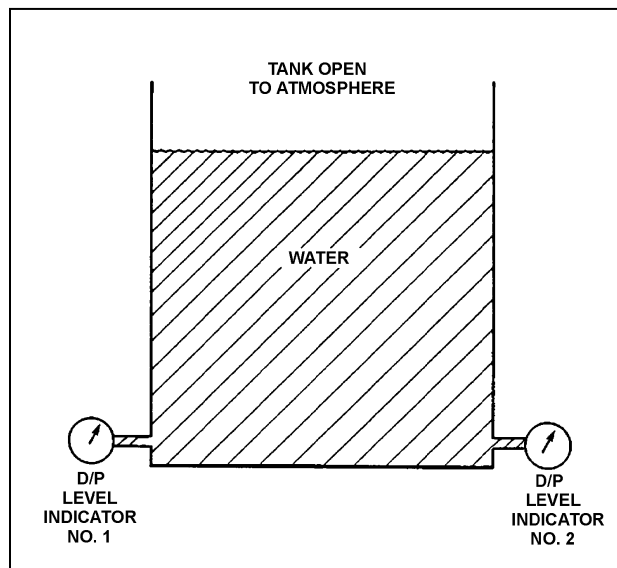 TANK OPEN
TO ATMOSPHERE
WATER
D/P
LEVEL
INDICATOR
NO. 1
D/P
LEVEL
INDICATOR
NO. 2